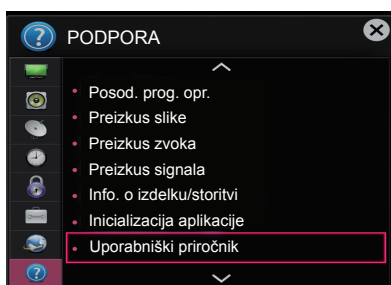 PODPORA
Posod. prog. opr.
Preizkus slike
Preizkus zvoka
Preizkus signala
Info. o izdelku/storitvi
Inicializacija aplikacije
Uporabniški priročnik